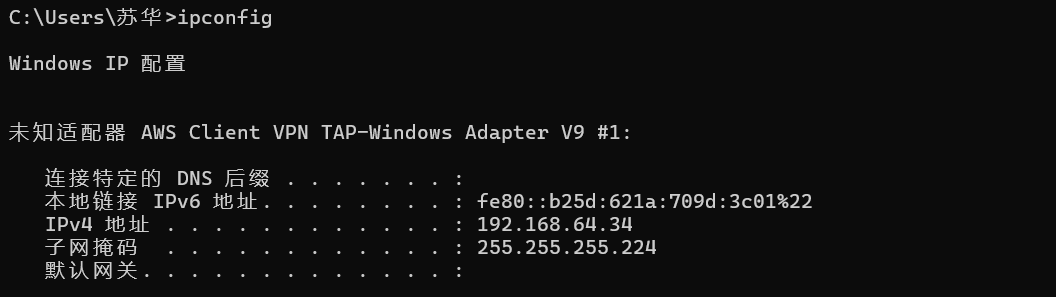 C:\Users\苏华>ipconfig
Windows IP 配置
未知适配器 AWS Client VPN TAP-Windows Adapter V9 #1:
连接特定的 DNS 后缀 . . . . . . . :
本地链接 IPv6 地址. . . . . . . . : fe80::b25d:621a:709d:3c01%22
IPv4 地址 . . . . . . . . . . . . : 192.168.64.34
子网掩码  . . . . . . . . . . . . : 255.255.255.224
默认网关. . . . . . . . . . . . . :